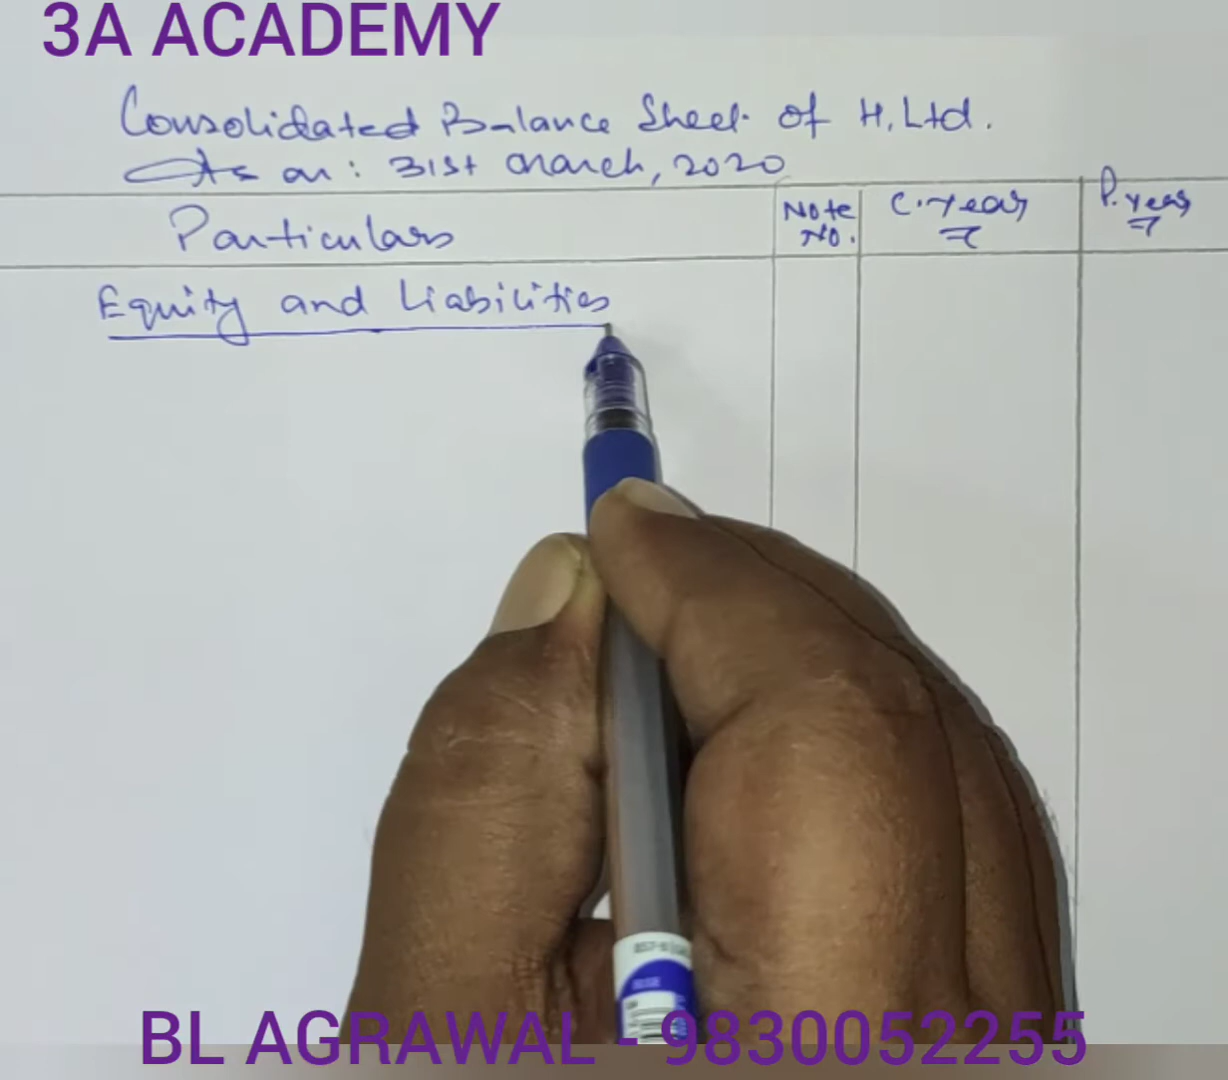 3A ACADEMY
Consolidated Balance Sheet of H. Ltd.
As on: 31st March, 2020
Particulars
Note No.
C. Year
₹
P. Year
₹
Equity and Liabilities
BL AGRAWAL - 9830052255